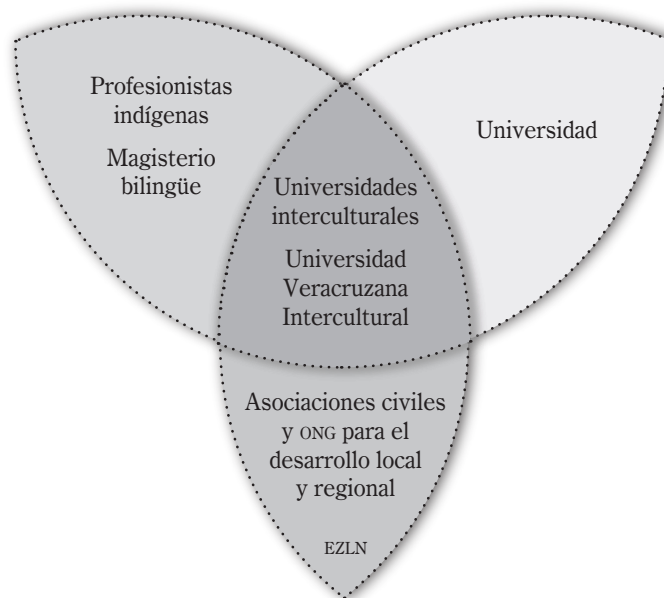 Profesionistas
indígenas
Magisterio
bilingüe
Universidad
Universidades
interculturales
Universidad
Veracruzana
Intercultural
Asociaciones civiles
y ONG para el
desarrollo local
y regional
EZLN